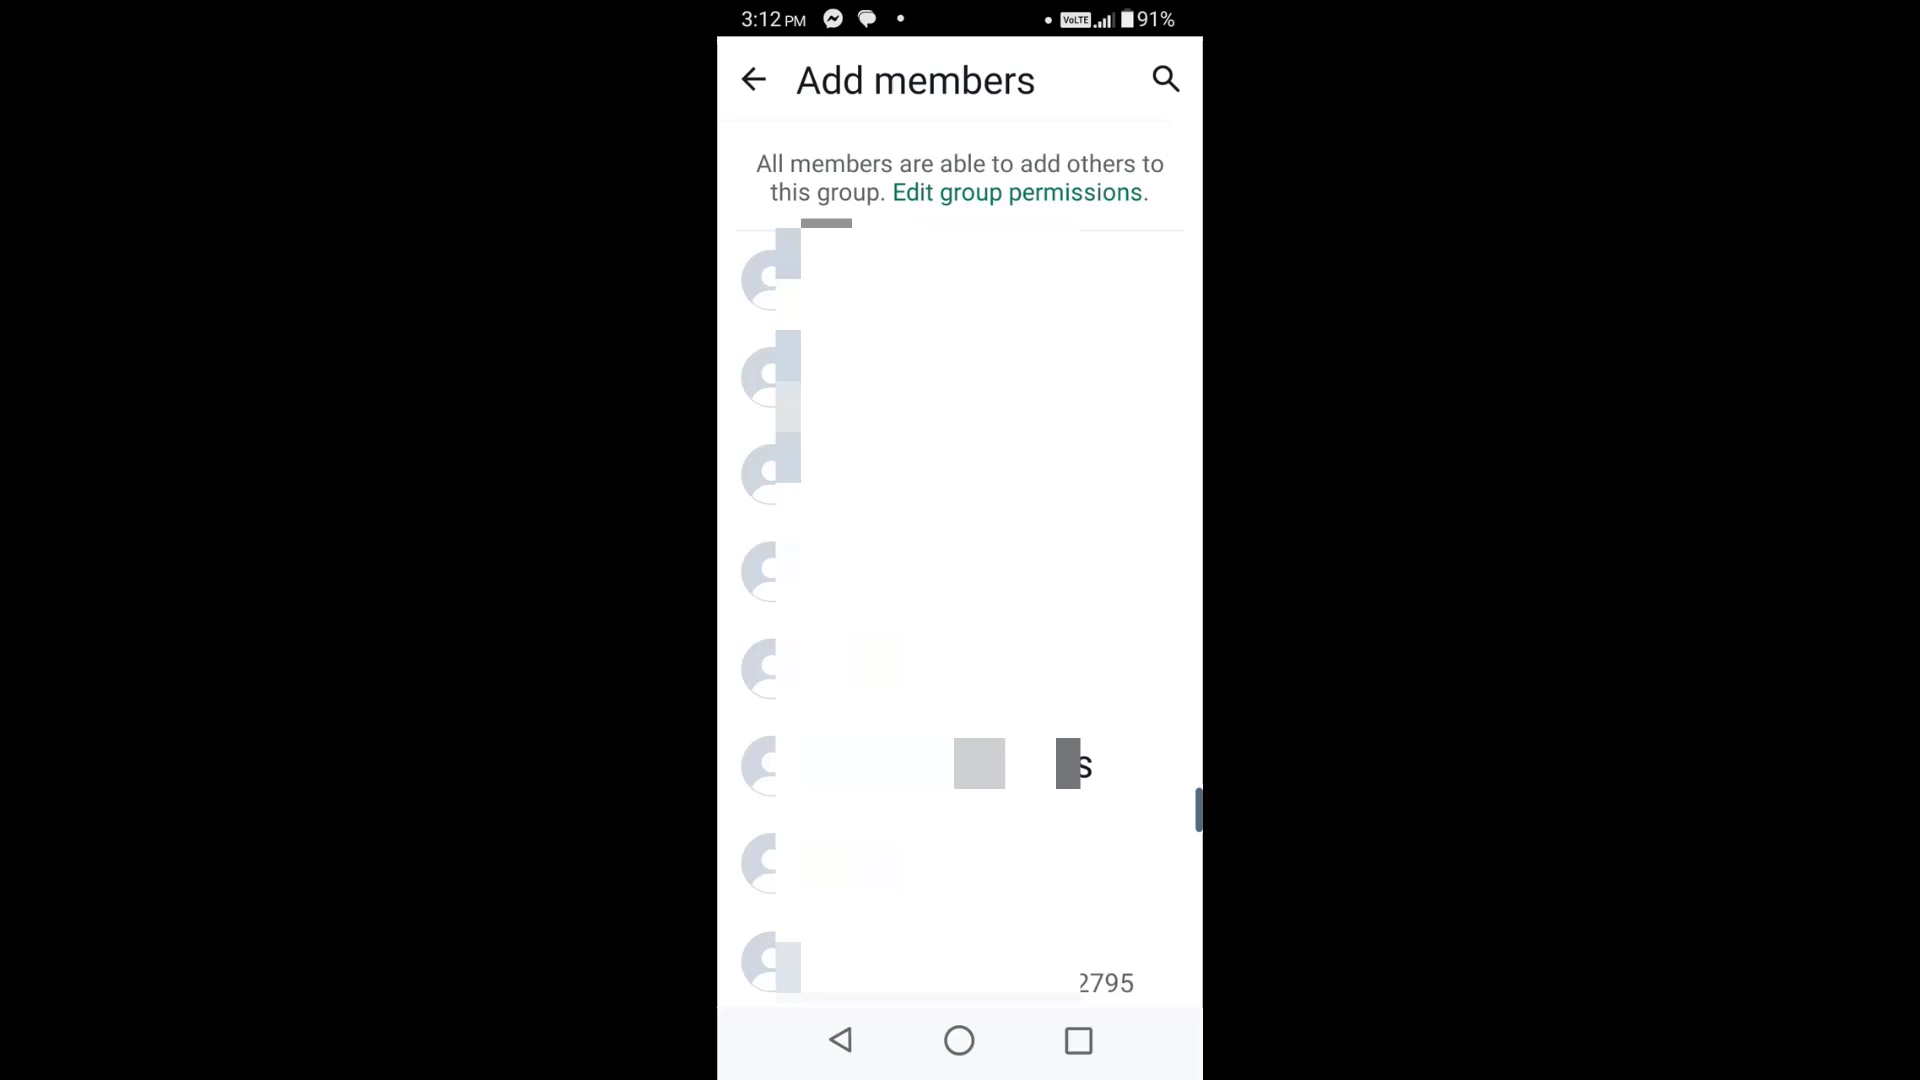 3:12 PM VoLTE 91%
Add members
All members are able to add others to
this group. Edit group permissions.
s
2795